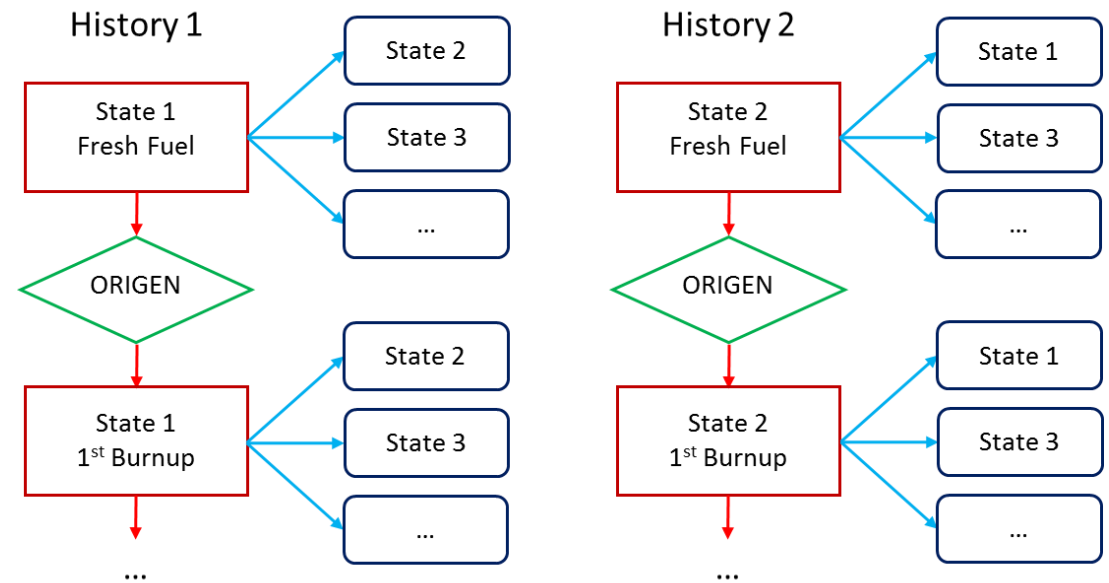 History 1
State 1
Fresh Fuel
State 2
State 3
...
ORIGEN
State 1
1st Burnup
State 2
State 3
...
...
History 2
State 2
Fresh Fuel
State 1
State 3
...
ORIGEN
State 2
1st Burnup
State 1
State 3
...
...